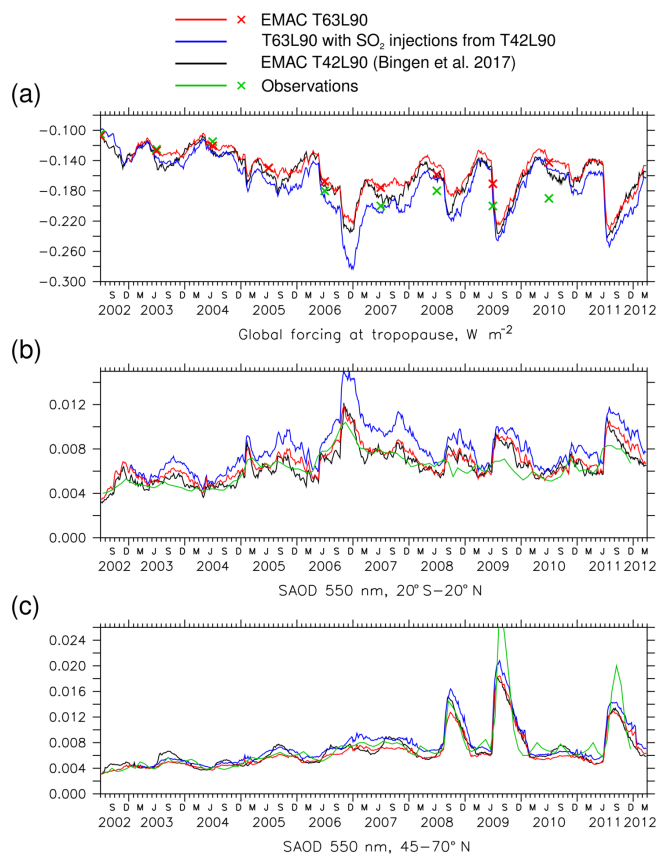 EMAC T63L90
T63L90 with SO2 injections from T42L90
EMAC T42L90 (Bingen et al. 2017)
Observations
(a)
−0.100
−0.140
−0.180
−0.220
−0.260
−0.300
S D M J S D M J S D M J S D M J S D M J S D M J S D M J S D M J S D M J S D M
2002 2003 2004 2005 2006 2007 2008 2009 2010 2011 2012
Global forcing at tropopause, W m−2
(b)
0.012
0.008
0.004
0.000
S D M J S D M J S D M J S D M J S D M J S D M J S D M J S D M J S D M J S D M
2002 2003 2004 2005 2006 2007 2008 2009 2010 2011 2012
SAOD 550 nm, 20°S−20°N
(c)
0.024
0.020
0.016
0.012
0.008
0.004
0.000
S D M J S D M J S D M J S D M J S D M J S D M J S D M J S D M J S D M J S D M
2002 2003 2004 2005 2006 2007 2008 2009 2010 2011 2012
SAOD 550 nm, 45−70°N